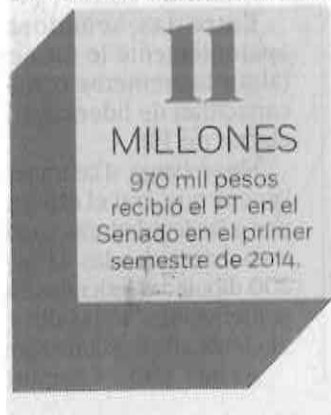 11
MILLONES
970 mil pesos
recibió el PT en el
Senado en el primer
semestre de 2014.